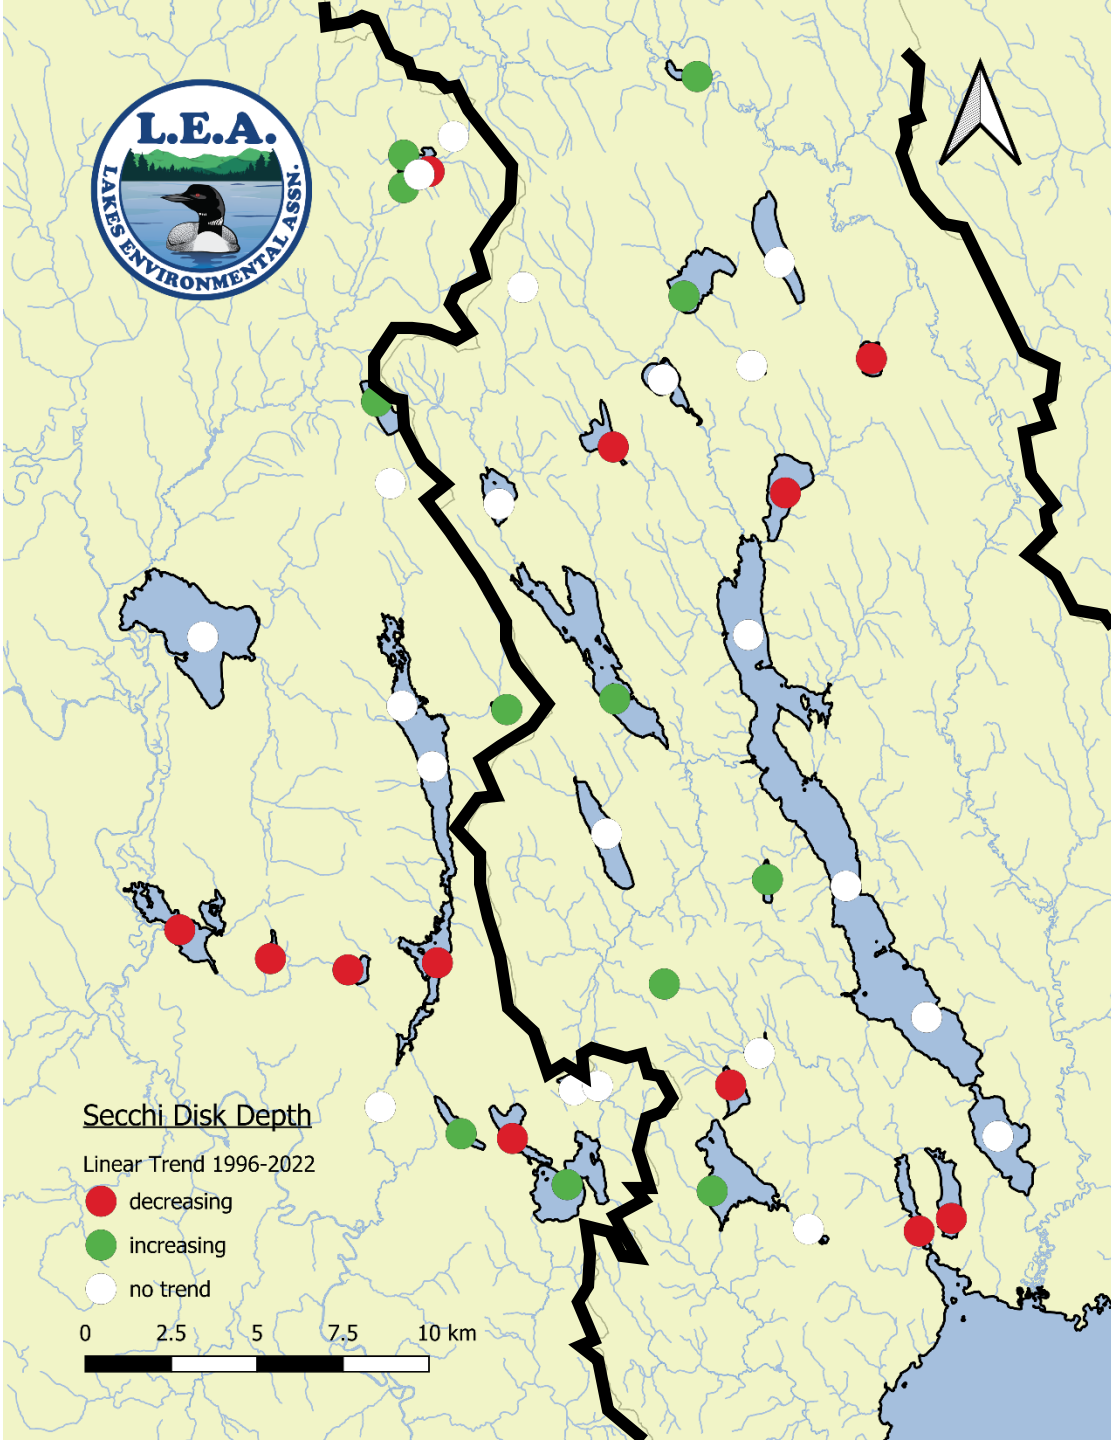 L.E.A.
LAKES ENVIRONMENTAL ASSN.
Secchi Disk Depth
Linear Trend 1996-2022
decreasing
increasing
no trend
0 2.5 5 7.5 10 km